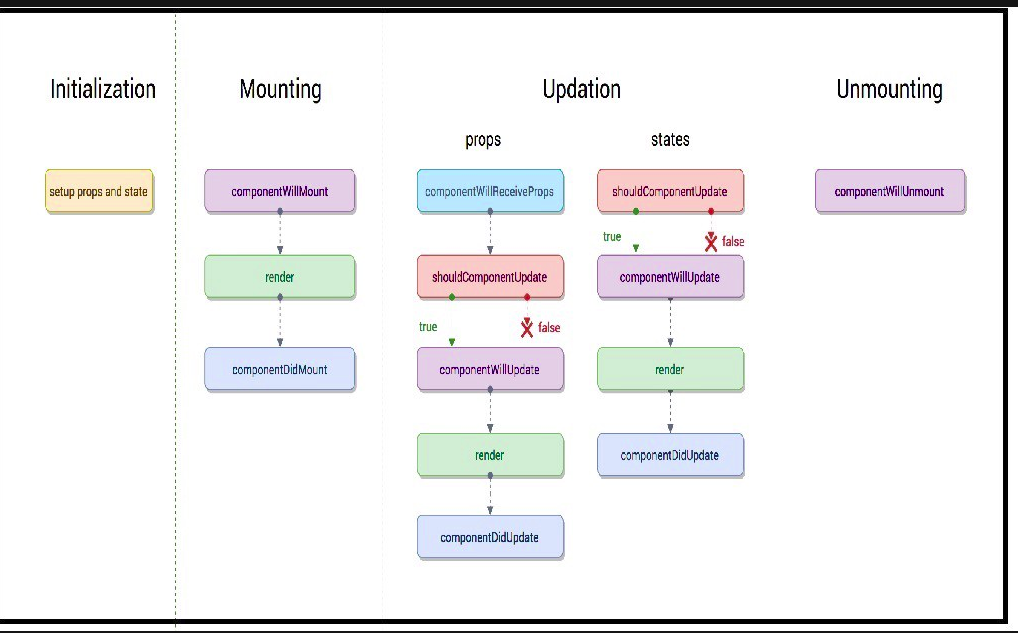 Initialization
Mounting
Updation
Unmounting
props
states
setup props and state
componentWillMount
componentWillReceiveProps
shouldComponentUpdate
componentWillUnmount
true
false
render
shouldComponentUpdate
componentWillUpdate
true
false
componentDidMount
componentWillUpdate
render
render
componentDidUpdate
componentDidUpdate